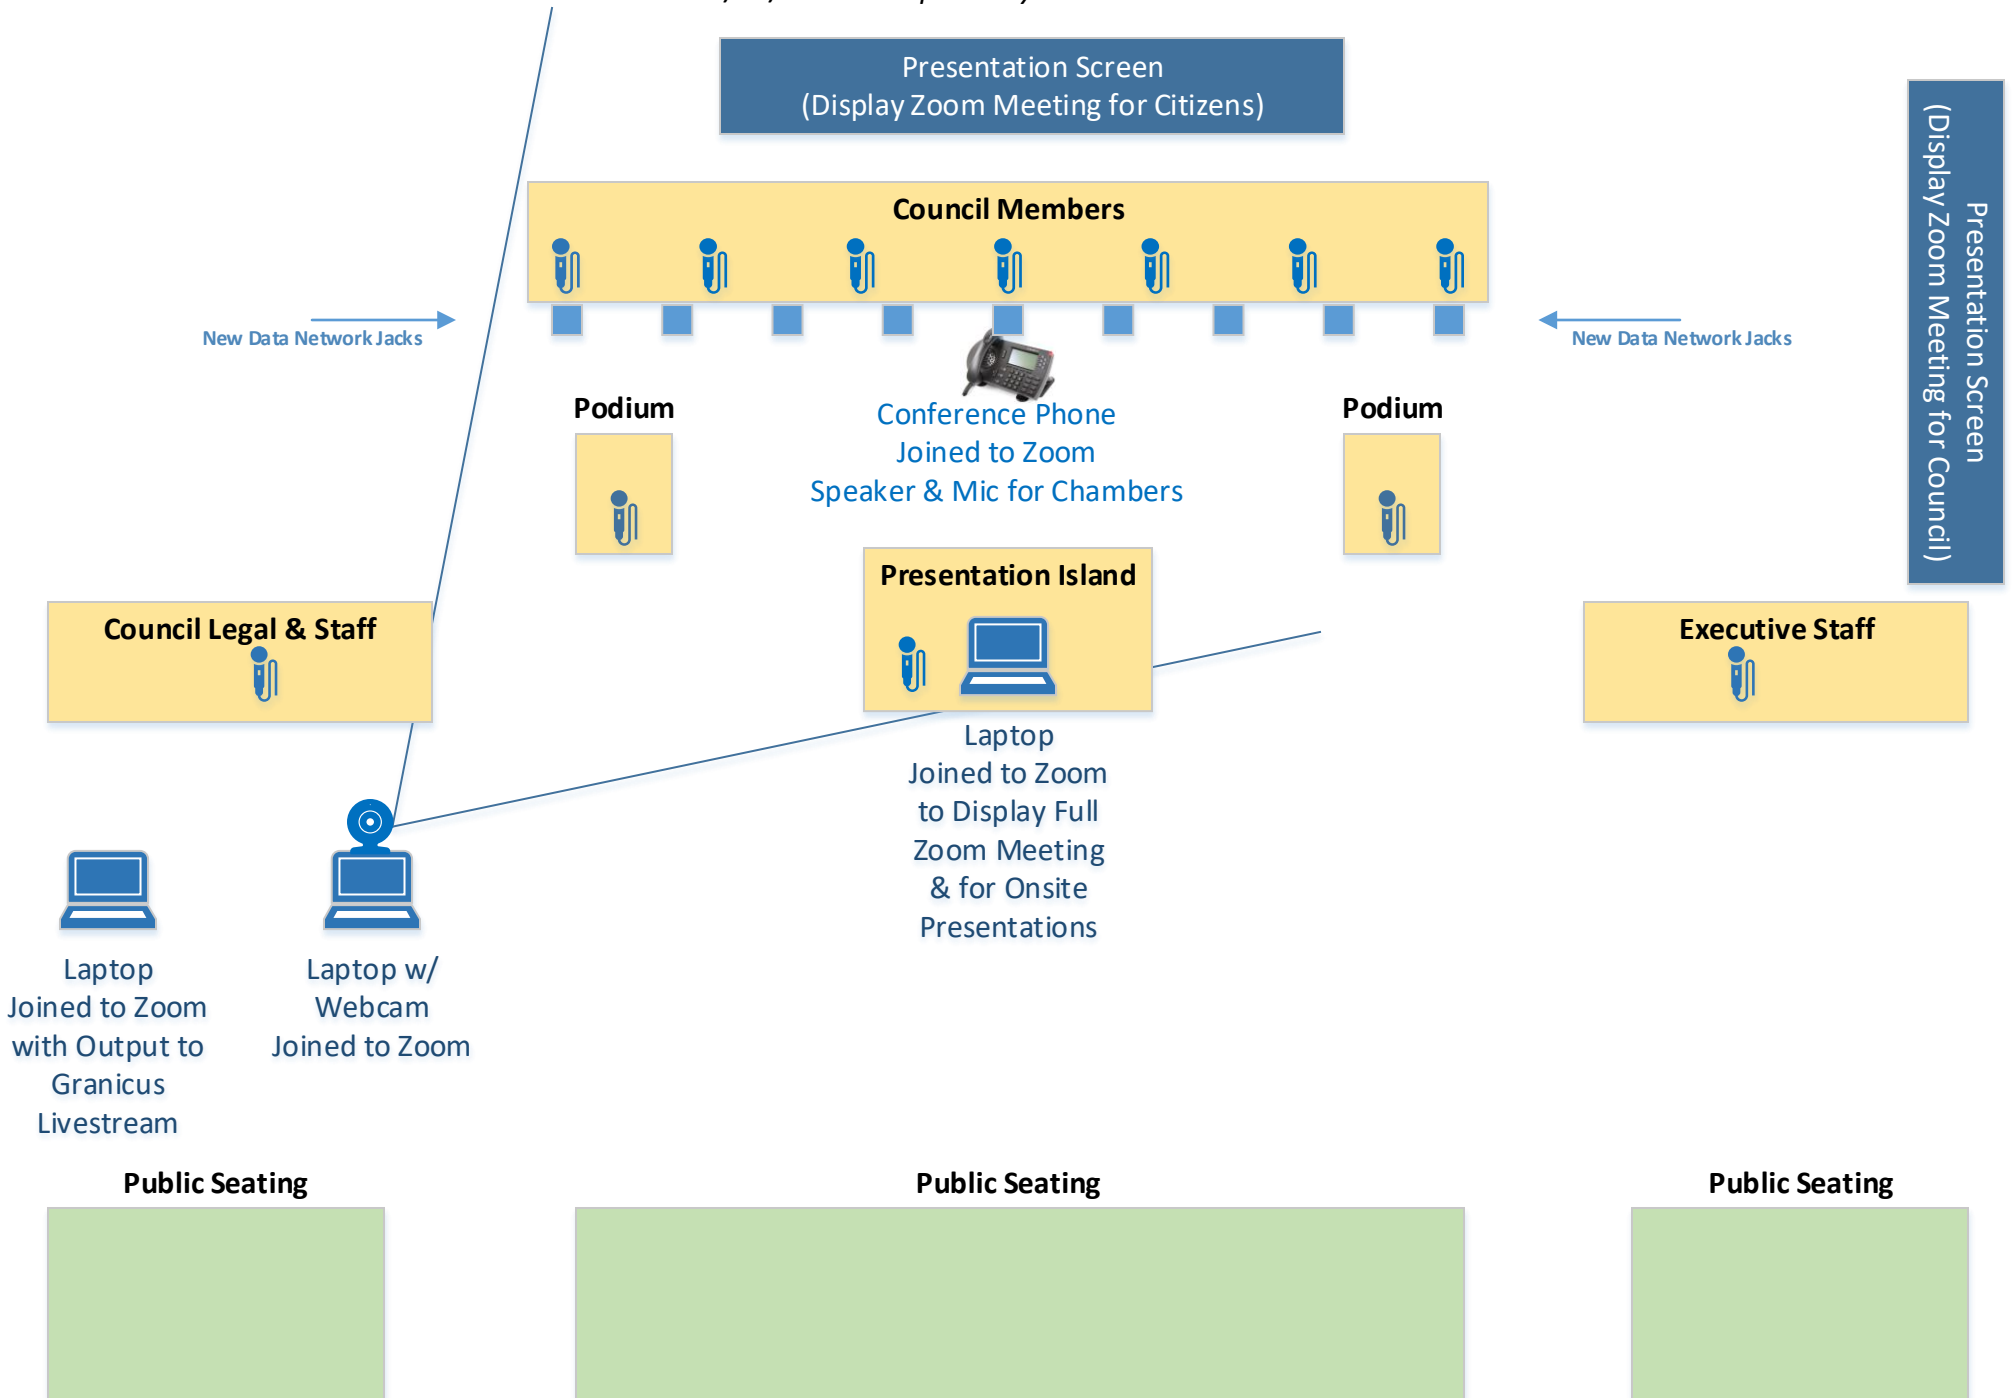 Presentation Screen
(Display Zoom Meeting for Citizens)
Presentation Screen
(Display Zoom Meeting for Council)
Council Members
New Data Network Jacks
New Data Network Jacks
Podium
Conference Phone
Joined to Zoom
Speaker & Mic for Chambers
Podium
Presentation Island
Council Legal & Staff
Executive Staff
Laptop
Joined to Zoom
to Display Full
Zoom Meeting
& for Onsite
Presentations
Laptop
Joined to Zoom
with Output to
Granicus
Livestream
Laptop w/
Webcam
Joined to Zoom
Public Seating
Public Seating
Public Seating